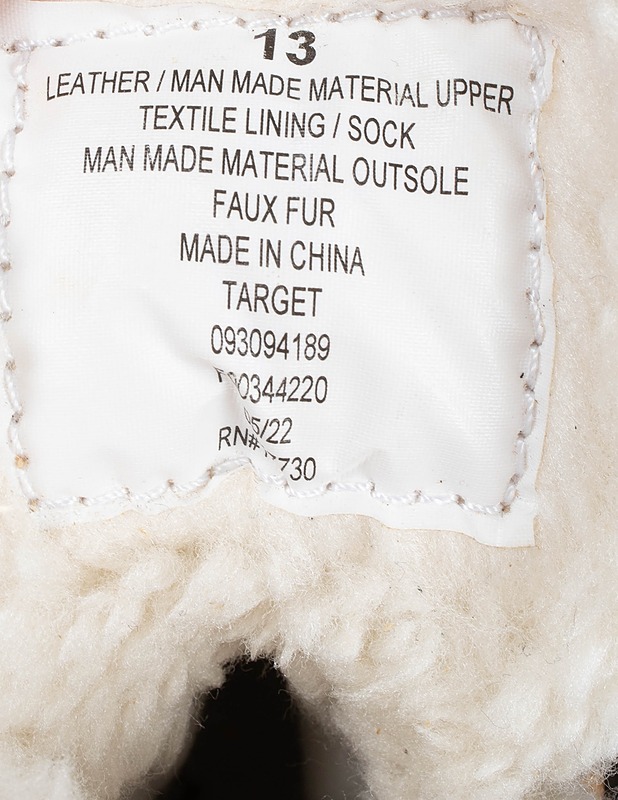 13
LEATHER / MAN MADE MATERIAL UPPER
TEXTILE LINING / SOCK
MAN MADE MATERIAL OUTSOLE
FAUX FUR
MADE IN CHINA
TARGET
093094189
RN#